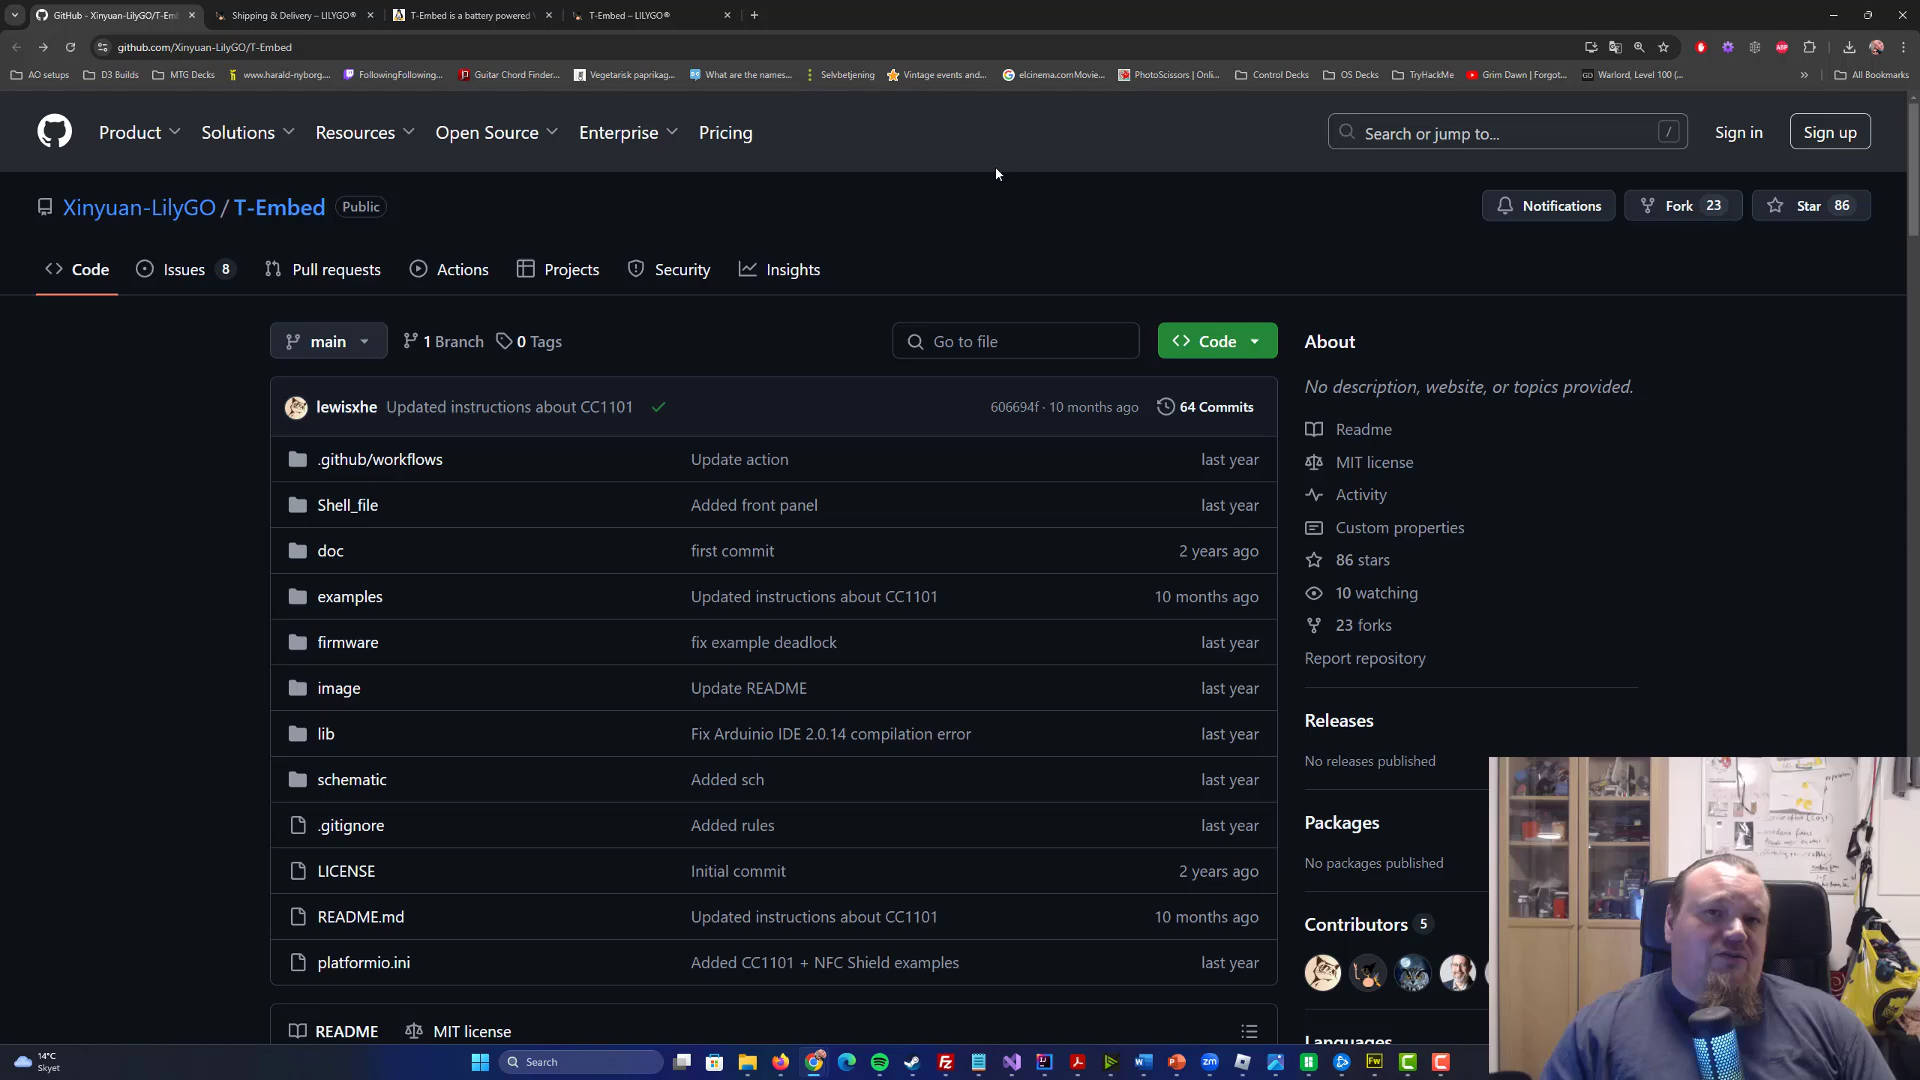 GitHub - Xinyuan-LilyGO/T-Emb
Shipping & Delivery – LILYGO®
T-Embed is a battery powered
T-Embed – LILYGO®
github.com/Xinyuan-LilyGO/T-Embed
AO setups
D3 Builds
MTG Decks
www.harald-nyborg....
FollowingFollowing...
Guitar Chord Finder...
Vegetarisk paprikag...
What are the names...
Selvbetjening
Vintage events and...
elcinema.comMovie...
PhotoScissors | Onli...
Control Decks
OS Decks
TryHackMe
Grim Dawn | Forgot...
Warlord, Level 100 (...
All Bookmarks
Product
Solutions
Resources
Open Source
Enterprise
Pricing
Search or jump to...
/
Sign in
Sign up
Xinyuan-LilyGO / T-Embed
Public
Notifications
Fork 23
Star 86
Code
Issues 8
Pull requests
Actions
Projects
Security
Insights
main
1 Branch
0 Tags
Go to file
Code
lewisxhe Updated instructions about CC1101
606694f · 10 months ago
64 Commits
.github/workflows Update action last year
Shell_file Added front panel last year
doc first commit 2 years ago
examples Updated instructions about CC1101 10 months ago
firmware fix example deadlock last year
image Update README last year
lib Fix Arduinio IDE 2.0.14 compilation error last year
schematic Added sch last year
.gitignore Added rules last year
LICENSE Initial commit 2 years ago
README.md Updated instructions about CC1101 10 months ago
platformio.ini Added CC1101 + NFC Shield examples last year
README
MIT license
About
No description, website, or topics provided.
Readme
MIT license
Activity
Custom properties
86 stars
10 watching
23 forks
Report repository
Releases
No releases published
Packages
No packages published
Contributors 5
Languages
14°C
Skyet
Search